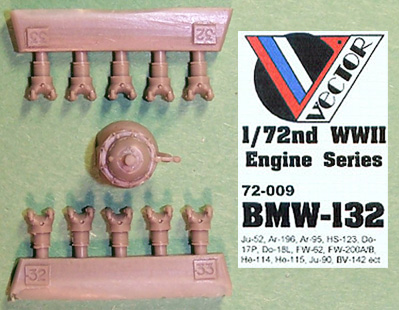 33
32
VECTOR
1/72nd WWII
Engine Series
72-009
BMW-132
Ju-52, Ar-196, Ar-95, HS-123, Do-
17P, Do-18L, FW-62, FW-200A/B,
He-114, He-115, Ju-90, BV-142 ect
32
33